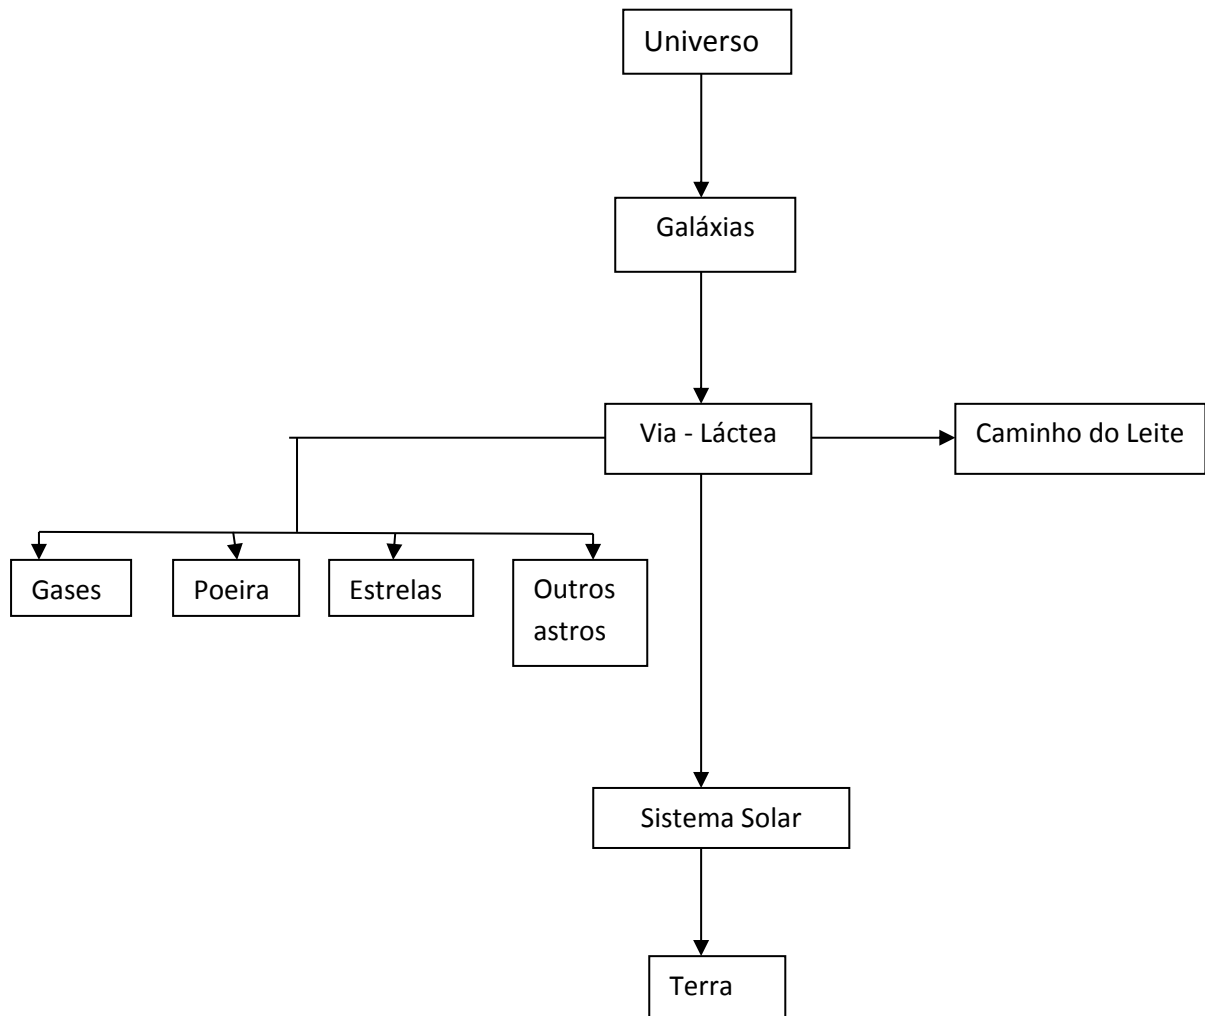 Universo
Galáxias
Via - Láctea
Caminho do Leite
Gases
Poeira
Estrelas
Outros
astros
Sistema Solar
Terra